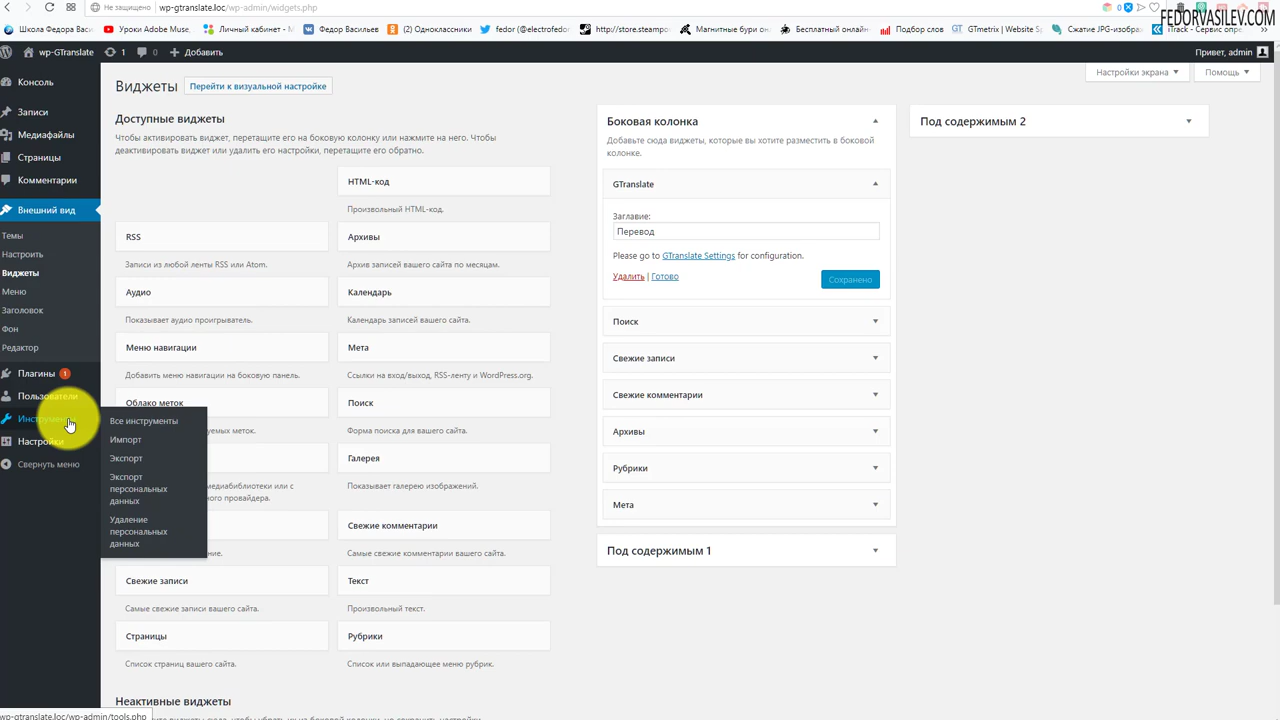 Не защищено wp-gtranslate.loc/wp-admin/widgets.php
FEDORVASILEV.COM
Школа Федора Васи
Уроки Adobe Muse,
Личный кабинет -
Федор Васильев
(2) Одноклассники
fedor (@electrofedor)
http://store.steampo
Магнитные бури он
Бесплатный онлайн
Подбор слов
GTmetrix | Website S
Сжатие JPG-изобра
iTrack - Сервис опре
wp-GTranslate
1
0
Добавить
Привет, admin
Консоль
Записи
Медиафайлы
Страницы
Комментарии
Внешний вид
Темы
Настроить
Виджеты
Меню
Заголовок
Фон
Редактор
Плагины 1
Пользователи
Инструменты
Настройки
Свернуть меню
Все инструменты
Импорт
Экспорт
Экспорт
персональных
данных
Удаление
персональных
данных
Настройки экрана
Помощь
Виджеты
Перейти к визуальной настройке
Доступные виджеты
Чтобы активировать виджет, перетащите его на боковую колонку или нажмите на него. Чтобы
деактивировать виджет или удалить его настройки, перетащите его обратно.
HTML-код
Произвольный HTML-код.
RSS
Записи из любой ленты RSS или Atom.
Архивы
Архив записей вашего сайта по месяцам.
Аудио
Показывает аудио проигрыватель.
Календарь
Календарь записей вашего сайта.
Меню навигации
Добавить меню навигации на боковую панель.
Мета
Ссылки на вход/выход, RSS-ленту и WordPress.org.
Облако меток
уемых меток.
Поиск
Форма поиска для вашего сайта.
медиабиблиотеки или с
ного провайдера.
Галерея
Показывает галерею изображений.
ние.
Свежие комментарии
Самые свежие комментарии вашего сайта.
Свежие записи
Самые свежие записи вашего сайта.
Текст
Произвольный текст.
Страницы
Список страниц вашего сайта.
Рубрики
Список или выпадающее меню рубрик.
Неактивные виджеты
Боковая колонка
Добавьте сюда виджеты, которые вы хотите разместить в боковой
колонке.
GTranslate
Заглавие:
Перевод
Please go to GTranslate Settings for configuration.
Удалить | Готово
Сохранено
Поиск
Свежие записи
Свежие комментарии
Архивы
Рубрики
Мета
Под содержимым 1
Под содержимым 2
wp-gtranslate.loc/wp-admin/tools.php